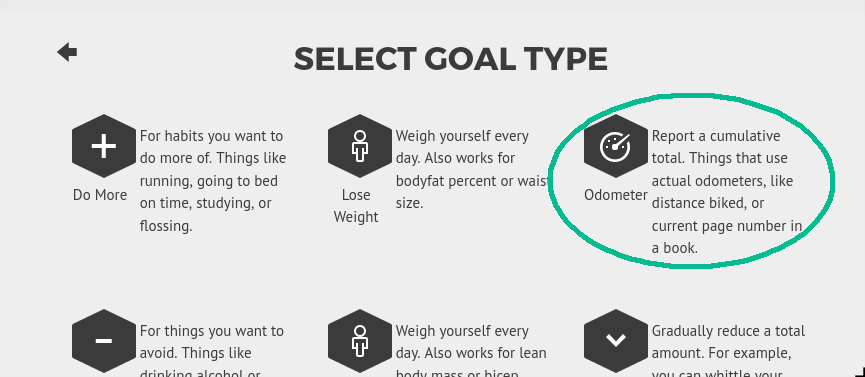 SELECT GOAL TYPE
For habits you want to
do more of. Things like
running, going to bed
on time, studying, or
flossing.
Do More
Weigh yourself every
day. Also works for
bodyfat percent or waist
size.
Lose
Weight
Report a cumulative
total. Things that use
actual odometers, like
distance biked, or
current page number in
a book.
Odometer
For things you want to
avoid. Things like
drinking alcohol or
Weigh yourself every
day. Also works for lean
body mass or bicep
Gradually reduce a total
amount. For example,
you can whittle your